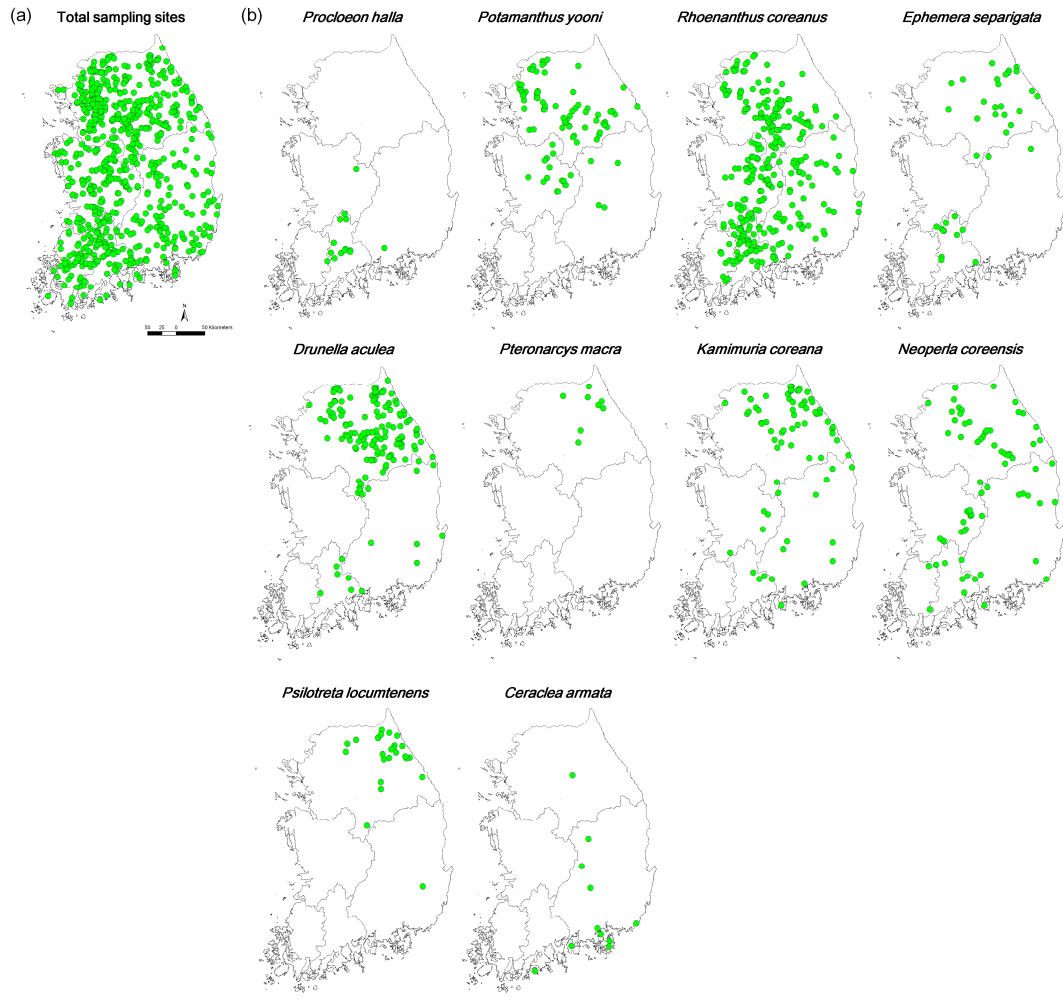 (a)
Total sampling sites
(b)
Procloeon halla
Potamanthus yooni
Rhoenanthus coreanus
Ephemera separigata
N
50 25 0 50 Kilometers
Drunella aculea
Pteronarcys macra
Kamimuria coreana
Neoperla coreensis
Psilotreta locumtenens
Ceraclea armata